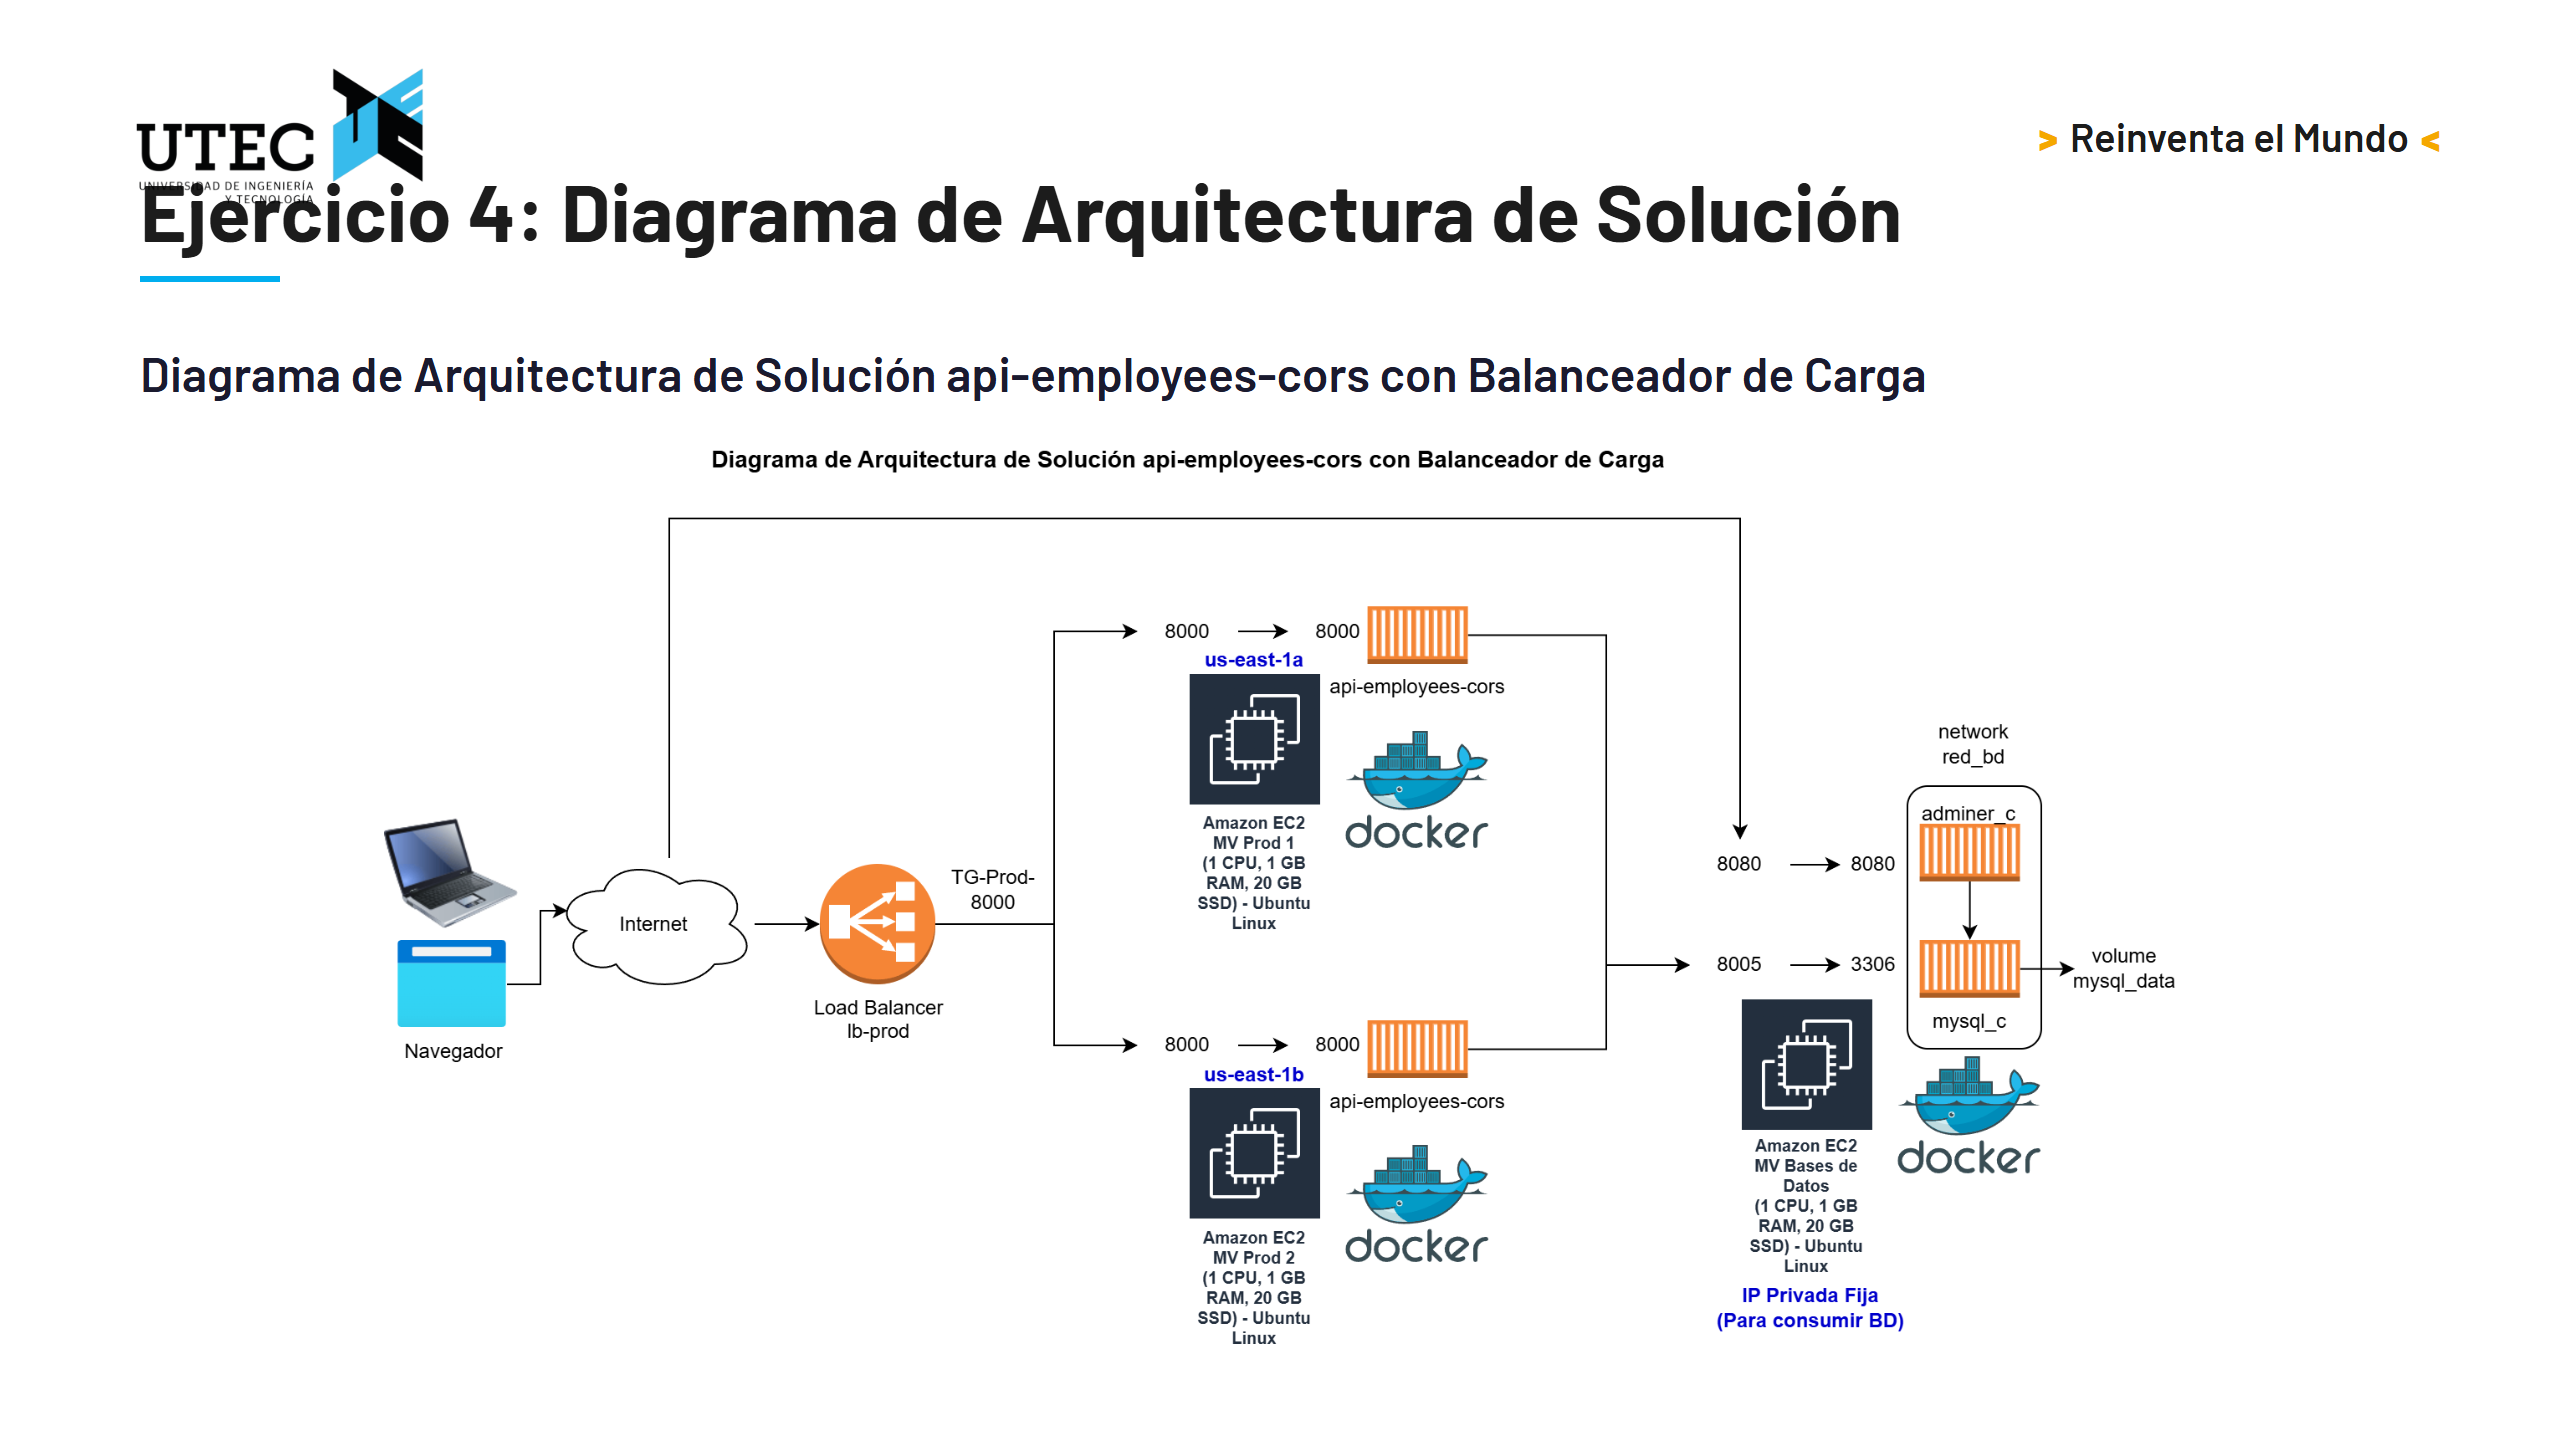 UTEC
UNIVERSIDAD DE INGENIERÍA
Y TECNOLOGÍA
> Reinventa el Mundo <
Ejercicio 4: Diagrama de Arquitectura de Solución
Diagrama de Arquitectura de Solución api-employees-cors con Balanceador de Carga
Diagrama de Arquitectura de Solución api-employees-cors con Balanceador de Carga
Navegador
Internet
Load Balancer
lb-prod
TG-Prod-
8000
8000
8000
us-east-1a
api-employees-cors
Amazon EC2
MV Prod 1
(1 CPU, 1 GB
RAM, 20 GB
SSD) - Ubuntu
Linux
docker
8000
8000
us-east-1b
api-employees-cors
Amazon EC2
MV Prod 2
(1 CPU, 1 GB
RAM, 20 GB
SSD) - Ubuntu
Linux
docker
network
red_bd
adminer_c
8080
8080
8005
3306
mysql_c
volume
mysql_data
Amazon EC2
MV Bases de
Datos
(1 CPU, 1 GB
RAM, 20 GB
SSD) - Ubuntu
Linux
docker
IP Privada Fija
(Para consumir BD)